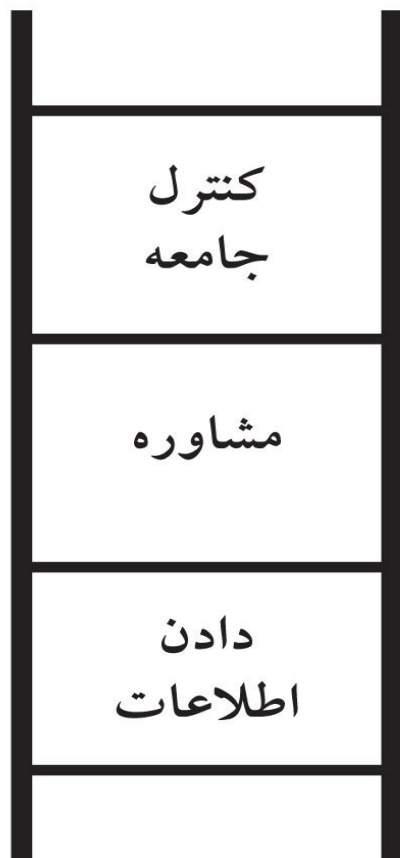 کنترل
جامعه
مشاوره
دادن
اطلاعات